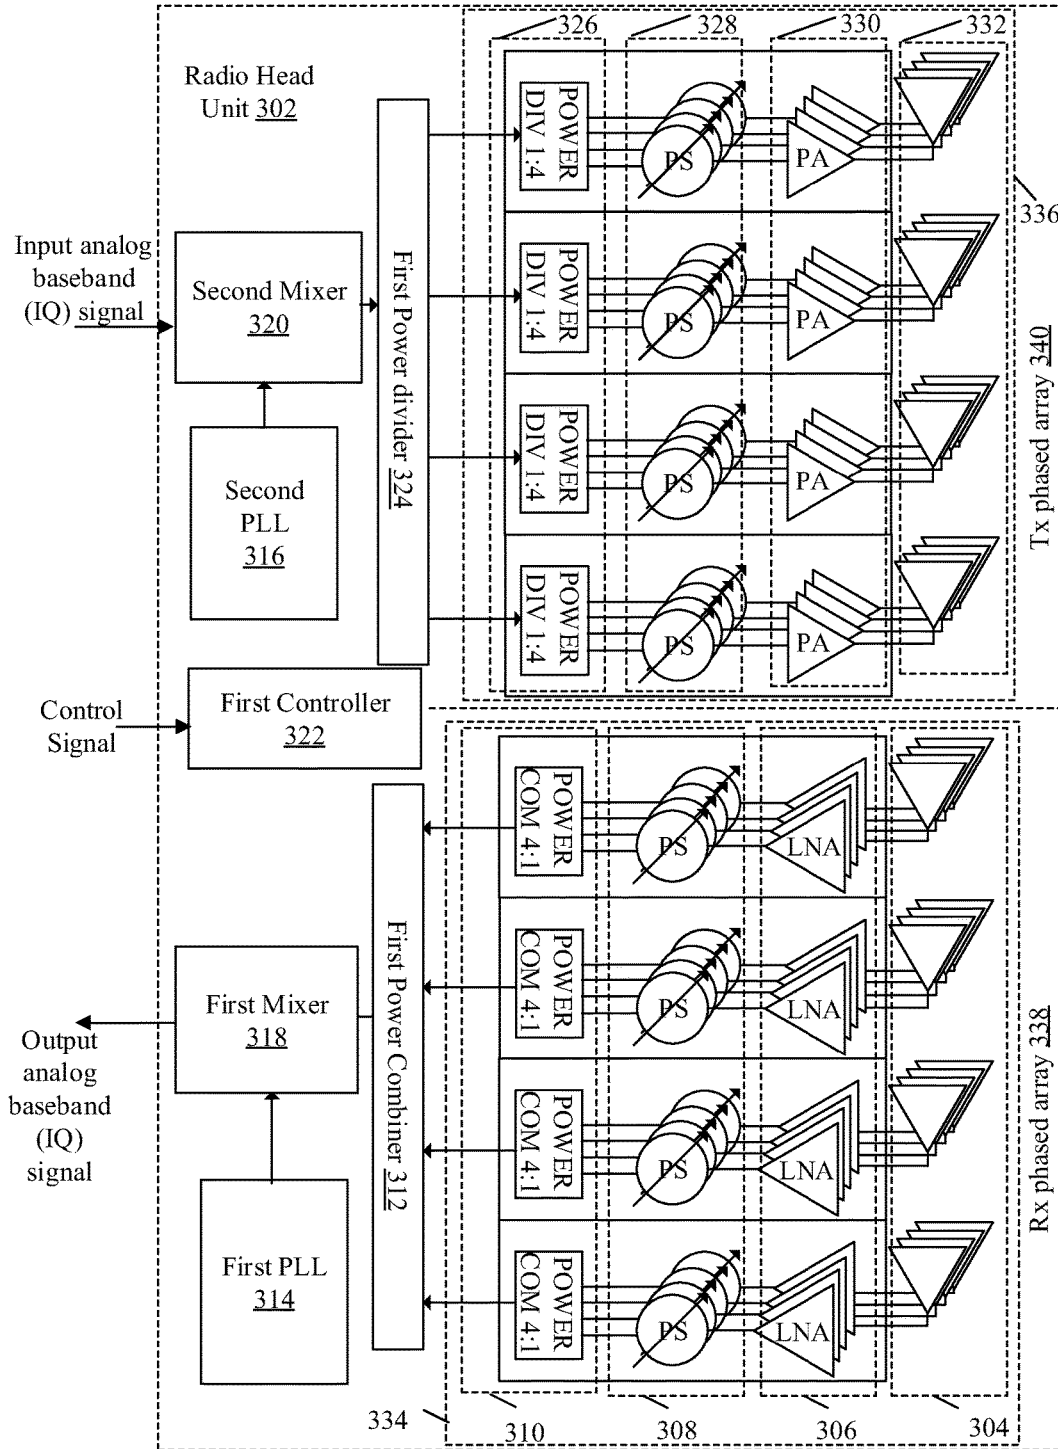 326
328
330
332
Radio Head
Unit 302
POWER
DIV 1:4
PS
PA
336
Input analog
baseband
(IQ) signal
Second Mixer
320
First Power divider 324
POWER
DIV 1:4
PS
PA
Tx phased array 340
Second
PLL
316
POWER
DIV 1:4
PS
PA
POWER
DIV 1:4
PS
PA
Control
Signal
First Controller
322
POWER
COM 4:1
PS
LNA
First Power Combiner 312
POWER
COM 4:1
PS
LNA
First Mixer
318
Output
analog
baseband
(IQ)
signal
Rx phased array 338
POWER
COM 4:1
PS
LNA
First PLL
314
POWER
COM 4:1
PS
LNA
334
310
308
306
304